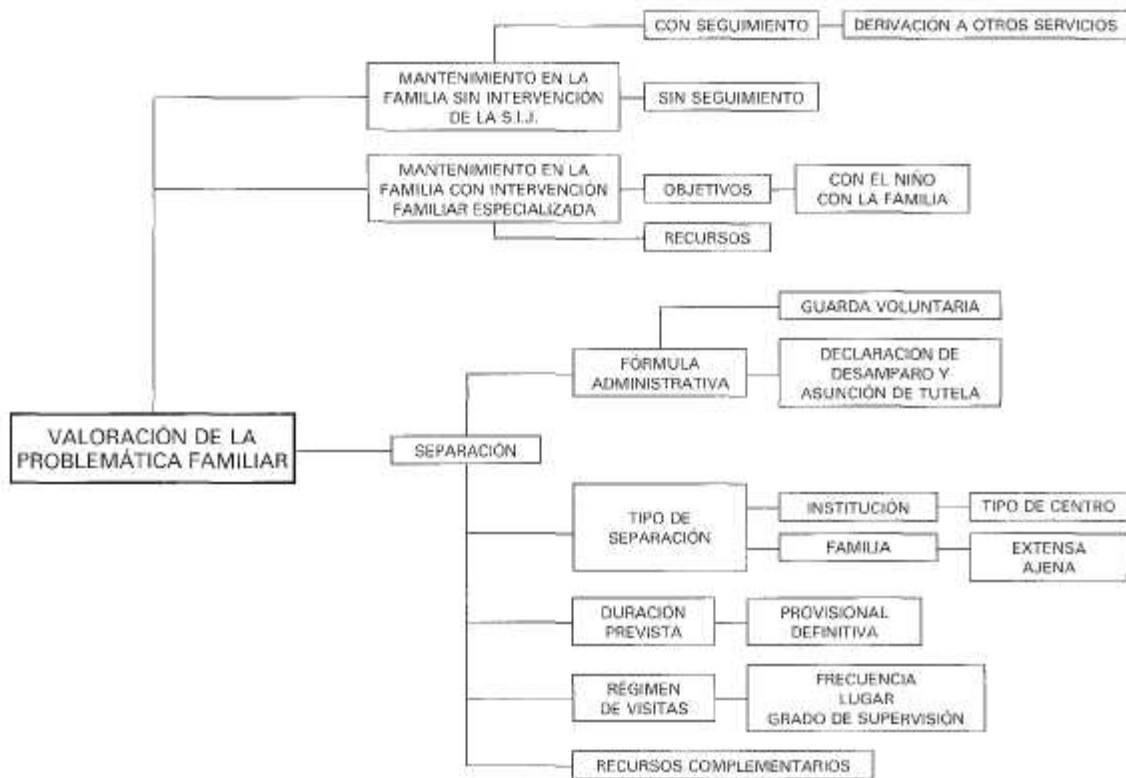 CON SEGUIMIENTO
DERIVACIÓN A OTROS SERVICIOS
MANTENIMIENTO EN LA
FAMILIA SIN INTERVENCIÓN
DE LA S.I.J.
SIN SEGUIMIENTO
MANTENIMIENTO EN LA
FAMILIA CON INTERVENCIÓN
FAMILIAR ESPECIALIZADA
OBJETIVOS
CON EL NIÑO
CON LA FAMILIA
RECURSOS
GUARDA VOLUNTARIA
FÓRMULA
ADMINISTRATIVA
DECLARACIÓN DE
DESAMPARO Y
ASUNCIÓN DE TUTELA
VALORACIÓN DE LA
PROBLEMÁTICA FAMILIAR
SEPARACIÓN
TIPO DE
SEPARACIÓN
INSTITUCIÓN
TIPO DE CENTRO
FAMILIA
EXTENSA
AJENA
DURACIÓN
PREVISTA
PROVISIONAL
DEFINITIVA
RÉGIMEN
DE VISITAS
FRECUENCIA
LUGAR
GRADO DE SUPERVISIÓN
RECURSOS COMPLEMENTARIOS